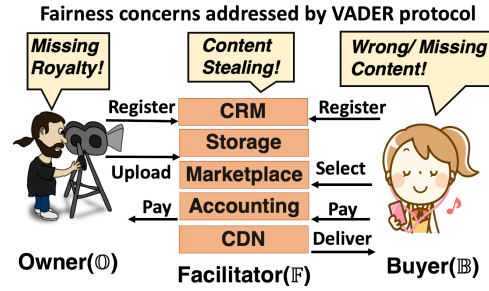 Fairness concerns addressed by VADER protocol
Missing
Royalty!
Content
Stealing!
Wrong/ Missing
Content!
Register
CRM
Register
Storage
Upload
Marketplace
Select
Pay
Accounting
Pay
CDN
Deliver
Owner(𝕆)
Facilitator(𝔽)
Buyer(𝔹)